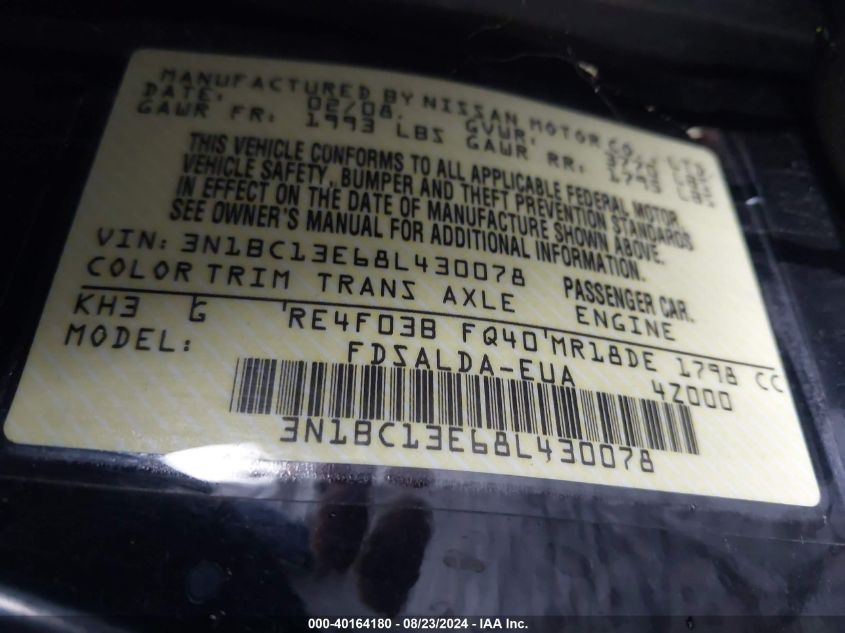 MANUFACTURED BY NISSAN MOTOR CO.
DATE: 02/08. GVWR:
GAWR FR: 1993 LBS GAWR RR:
THIS VEHICLE CONFORMS TO ALL APPLICABLE FEDERAL MOTOR
VEHICLE SAFETY, BUMPER AND THEFT PREVENTION STANDARDS
IN EFFECT ON THE DATE OF MANUFACTURE SHOWN ABOVE.
SEE OWNER'S MANUAL FOR ADDITIONAL INFORMATION.
VIN: 3N1BC13E68L430078 PASSENGER CAR.
COLOR TRIM TRANS AXLE ENGINE
KH3 G RE4F03B FQ40 MR18DE 1798 CC
MODEL: FDSALDA-EUA 4Z000
3N1BC13E68L430078
000-40164180 - 08/23/2024 - IAA Inc.